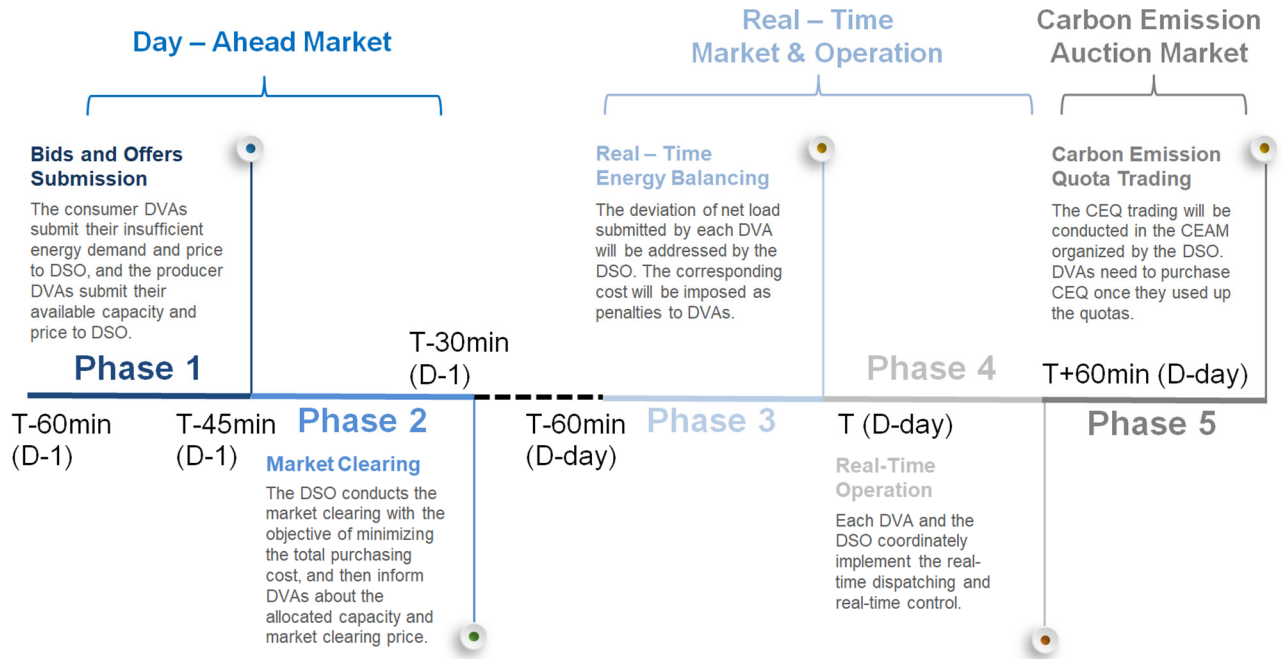 Day – Ahead Market
Real – Time
Market & Operation
Carbon Emission
Auction Market
Bids and Offers
Submission
The consumer DVAs
submit their insufficient
energy demand and price
to DSO, and the producer
DVAs submit their
available capacity and
price to DSO.
Real – Time
Energy Balancing
The deviation of net load
submitted by each DVA
will be addressed by the
DSO. The corresponding
cost will be imposed as
penalties to DVAs.
Carbon Emission
Quota Trading
The CEQ trading will be
conducted in the CEAM
organized by the DSO.
DVAs need to purchase
CEQ once they used up
the quotas.
Phase 1
T-30min
(D-1)
Phase 4
T+60min (D-day)
T-60min
(D-1)
T-45min
(D-1)
Phase 2
T-60min
(D-day)
Phase 3
T (D-day)
Phase 5
Market Clearing
The DSO conducts the
market clearing with the
objective of minimizing
the total purchasing
cost, and then inform
DVAs about the
allocated capacity and
market clearing price.
Real-Time
Operation
Each DVA and the
DSO coordinately
implement the real-
time dispatching and
real-time control.